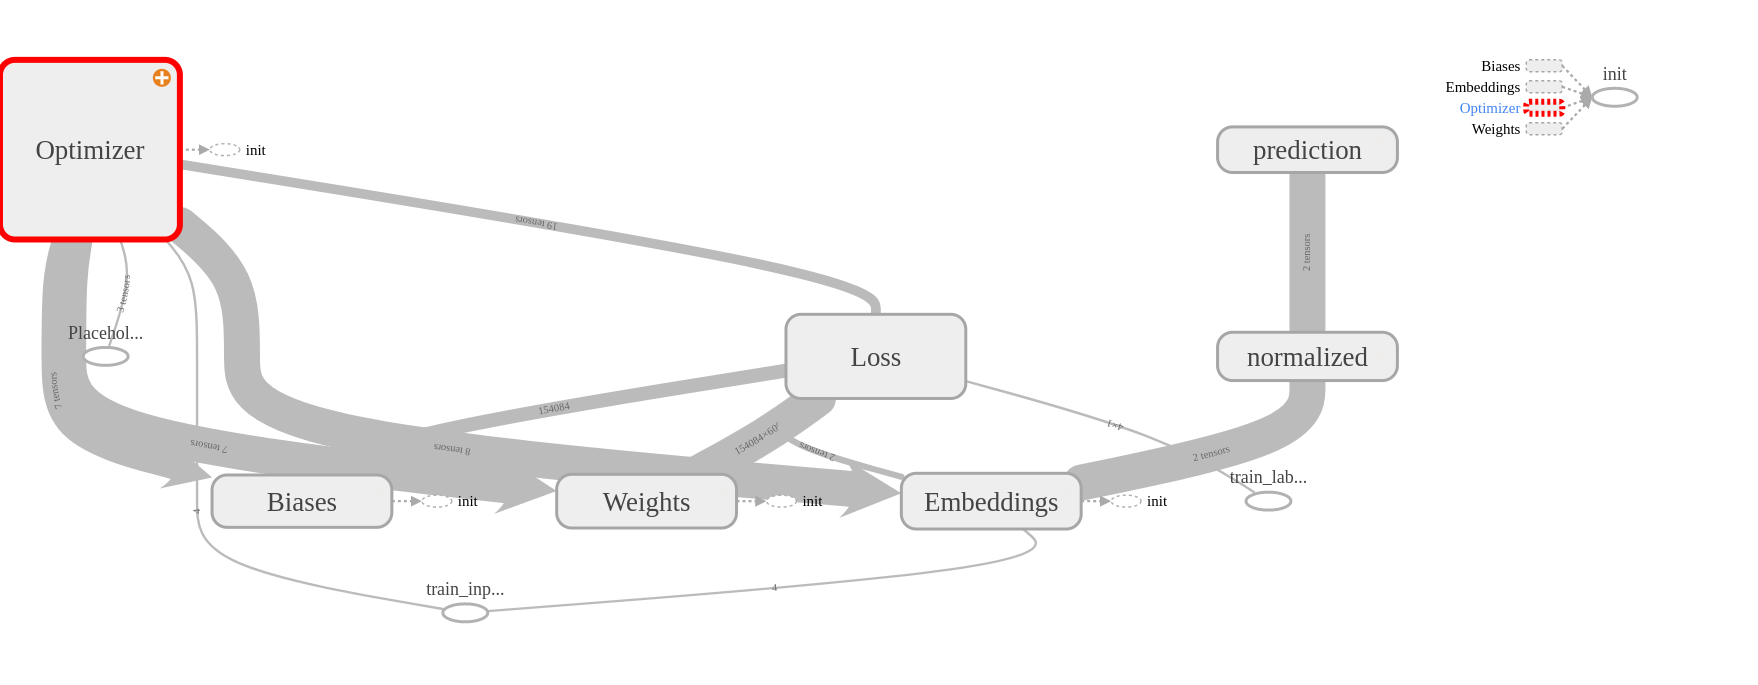 Biases
init
Embeddings
Optimizer
Weights
Optimizer
init
prediction
19 tensors
2 tensors
3 tensors
Placehol...
Loss
normalized
7 tensors
154084
4×1
7 tensors
8 tensors
2 tensors
2 tensors
train_lab...
Biases
init
Weights
init
Embeddings
init
4
train_inp...
4